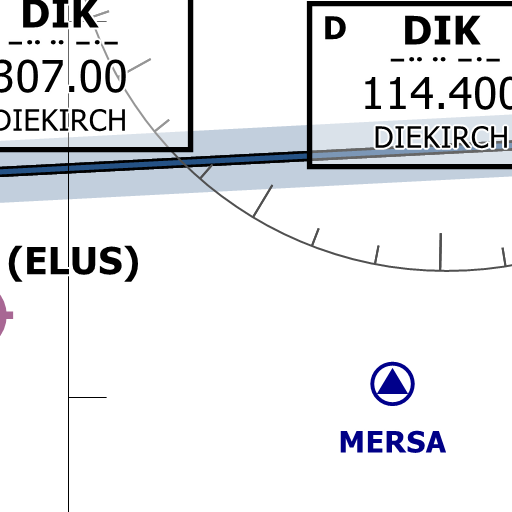 DIK
–·· ·· –·–
307.00
DIEKIRCH
D DIK
–·· ·· –·–
114.400
DIEKIRCH
(ELUS)
MERSA